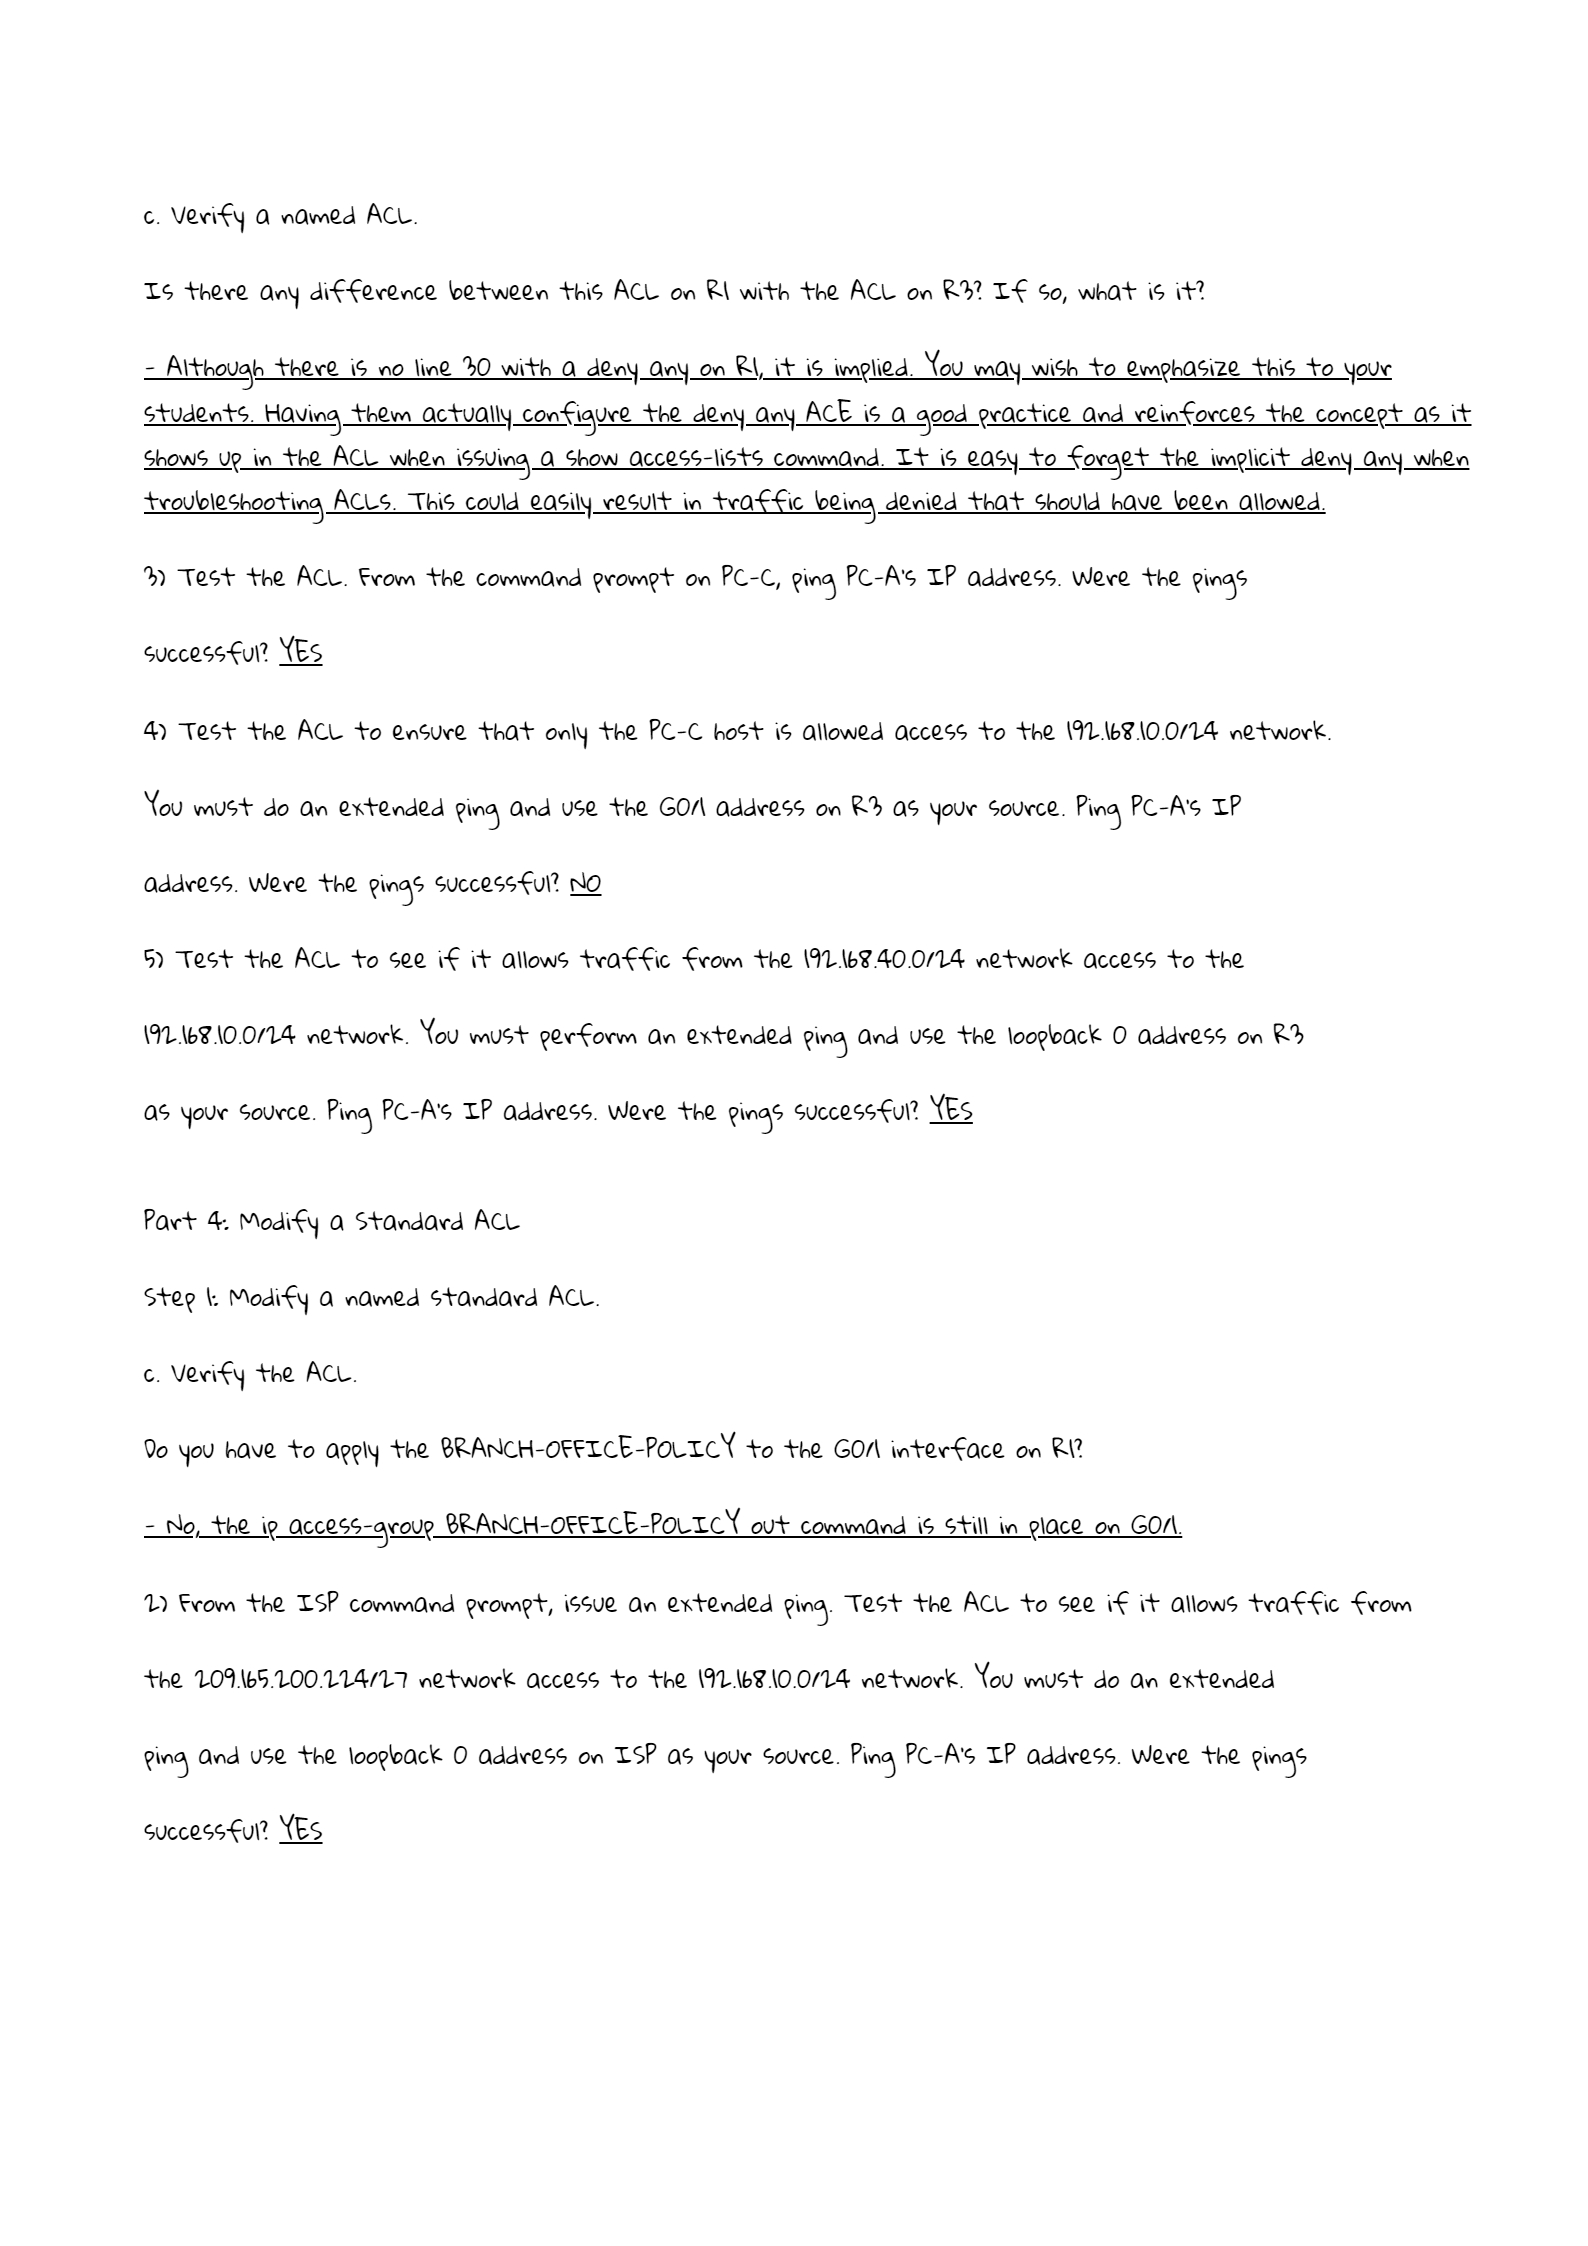 c. Verify a named ACL.
Is there any difference between this ACL on R1 with the ACL on R3? If so, what is it?
- Although there is no line 30 with a deny any on R1, it is implied. You may wish to emphasize this to your
students. Having them actually configure the deny any ACE is a good practice and reinforces the concept as it
shows up in the ACL when issuing a show access-lists command. It is easy to forget the implicit deny any when
troubleshooting ACLs. This could easily result in traffic being denied that should have been allowed.
3) Test the ACL. From the command prompt on PC-C, ping PC-A's IP address. Were the pings
successful? YES
4) Test the ACL to ensure that only the PC-C host is allowed access to the 192.168.10.0/24 network.
You must do an extended ping and use the G0/1 address on R3 as your source. Ping PC-A's IP
address. Were the pings successful? NO
5) Test the ACL to see if it allows traffic from the 192.168.40.0/24 network access to the
192.168.10.0/24 network. You must perform an extended ping and use the loopback 0 address on R3
as your source. Ping PC-A's IP address. Were the pings successful? YES
Part 4: Modify a Standard ACL
Step 1: Modify a named standard ACL.
c. Verify the ACL.
Do you have to apply the BRANCH-OFFICE-POLICY to the G0/1 interface on R1?
- No, the ip access-group BRANCH-OFFICE-POLICY out command is still in place on G0/1.
2) From the ISP command prompt, issue an extended ping. Test the ACL to see if it allows traffic from
the 209.165.200.224/27 network access to the 192.168.10.0/24 network. You must do an extended
ping and use the loopback 0 address on ISP as your source. Ping PC-A's IP address. Were the pings
successful? YES